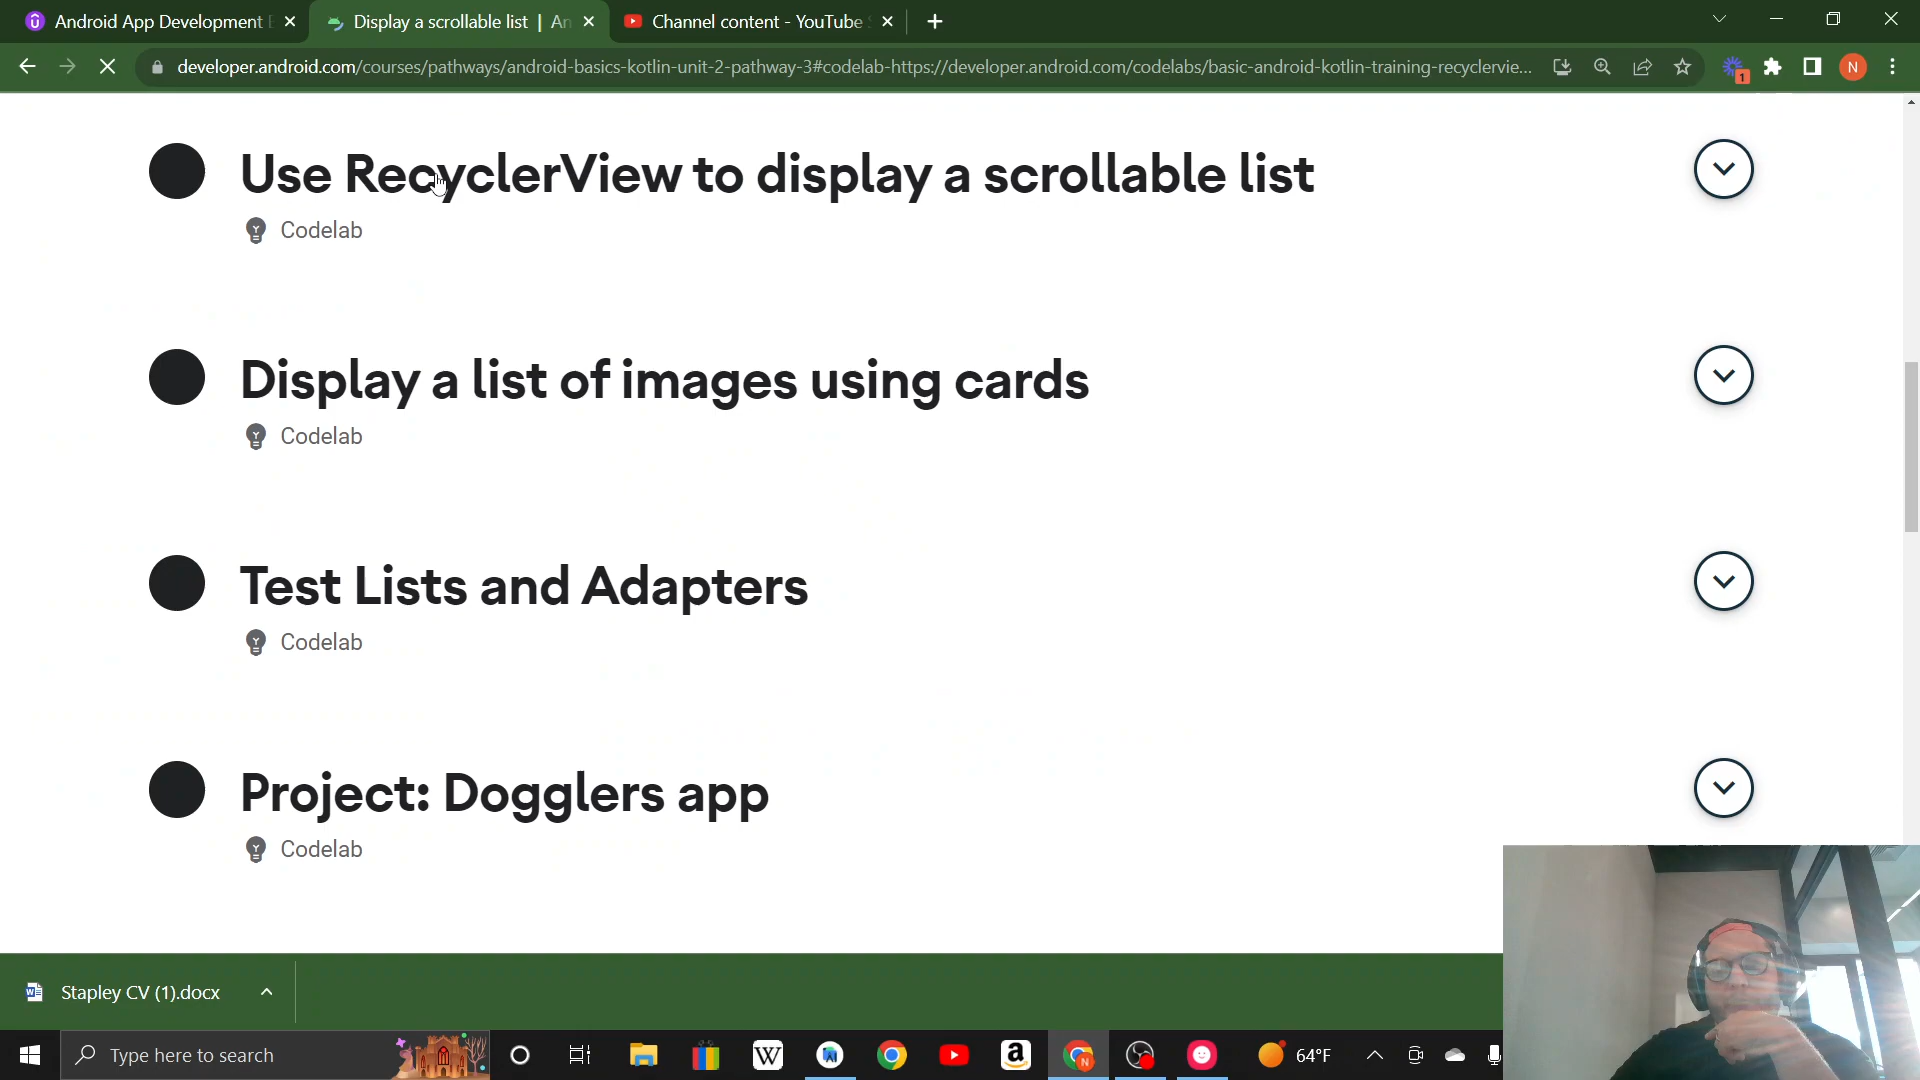 Android App Development
Display a scrollable list | An
Channel content - YouTube
developer.android.com/courses/pathways/android-basics-kotlin-unit-2-pathway-3#codelab-https://developer.android.com/codelabs/basic-android-kotlin-training-recyclervie...
1
N
Use RecyclerView to display a scrollable list
Codelab
Display a list of images using cards
Codelab
Test Lists and Adapters
Codelab
Project: Dogglers app
Codelab
Stapley CV (1).docx
Type here to search
W
64°F